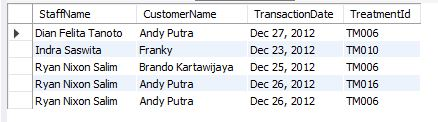 StaffName CustomerName TransactionDate TreatmentId
Dian Felita Tanoto Andy Putra Dec 27, 2012 TM006
Indra Saswita Franky Dec 23, 2012 TM010
Ryan Nixon Salim Brando Kartawijaya Dec 25, 2012 TM006
Ryan Nixon Salim Andy Putra Dec 26, 2012 TM016
Ryan Nixon Salim Andy Putra Dec 26, 2012 TM006